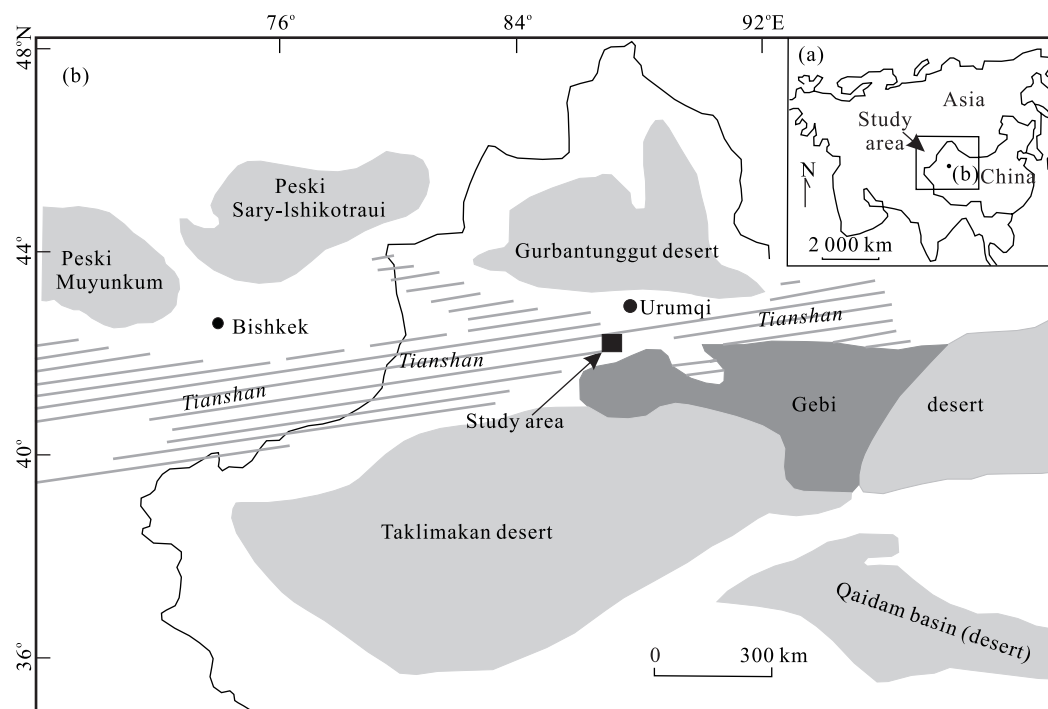 76°
84°
92°E
48°N
44°
40°
36°
(b)
(a)
Asia
Study
area
N
(b)
China
2 000 km
Peski
Sary-Ishikotraui
Peski
Muyunkum
Gurbantunggut desert
Bishkek
Urumqi
Tianshan
Tianshan
Tianshan
Study area
Gebi
desert
Taklimakan desert
Qaidam basin (desert)
0
300 km